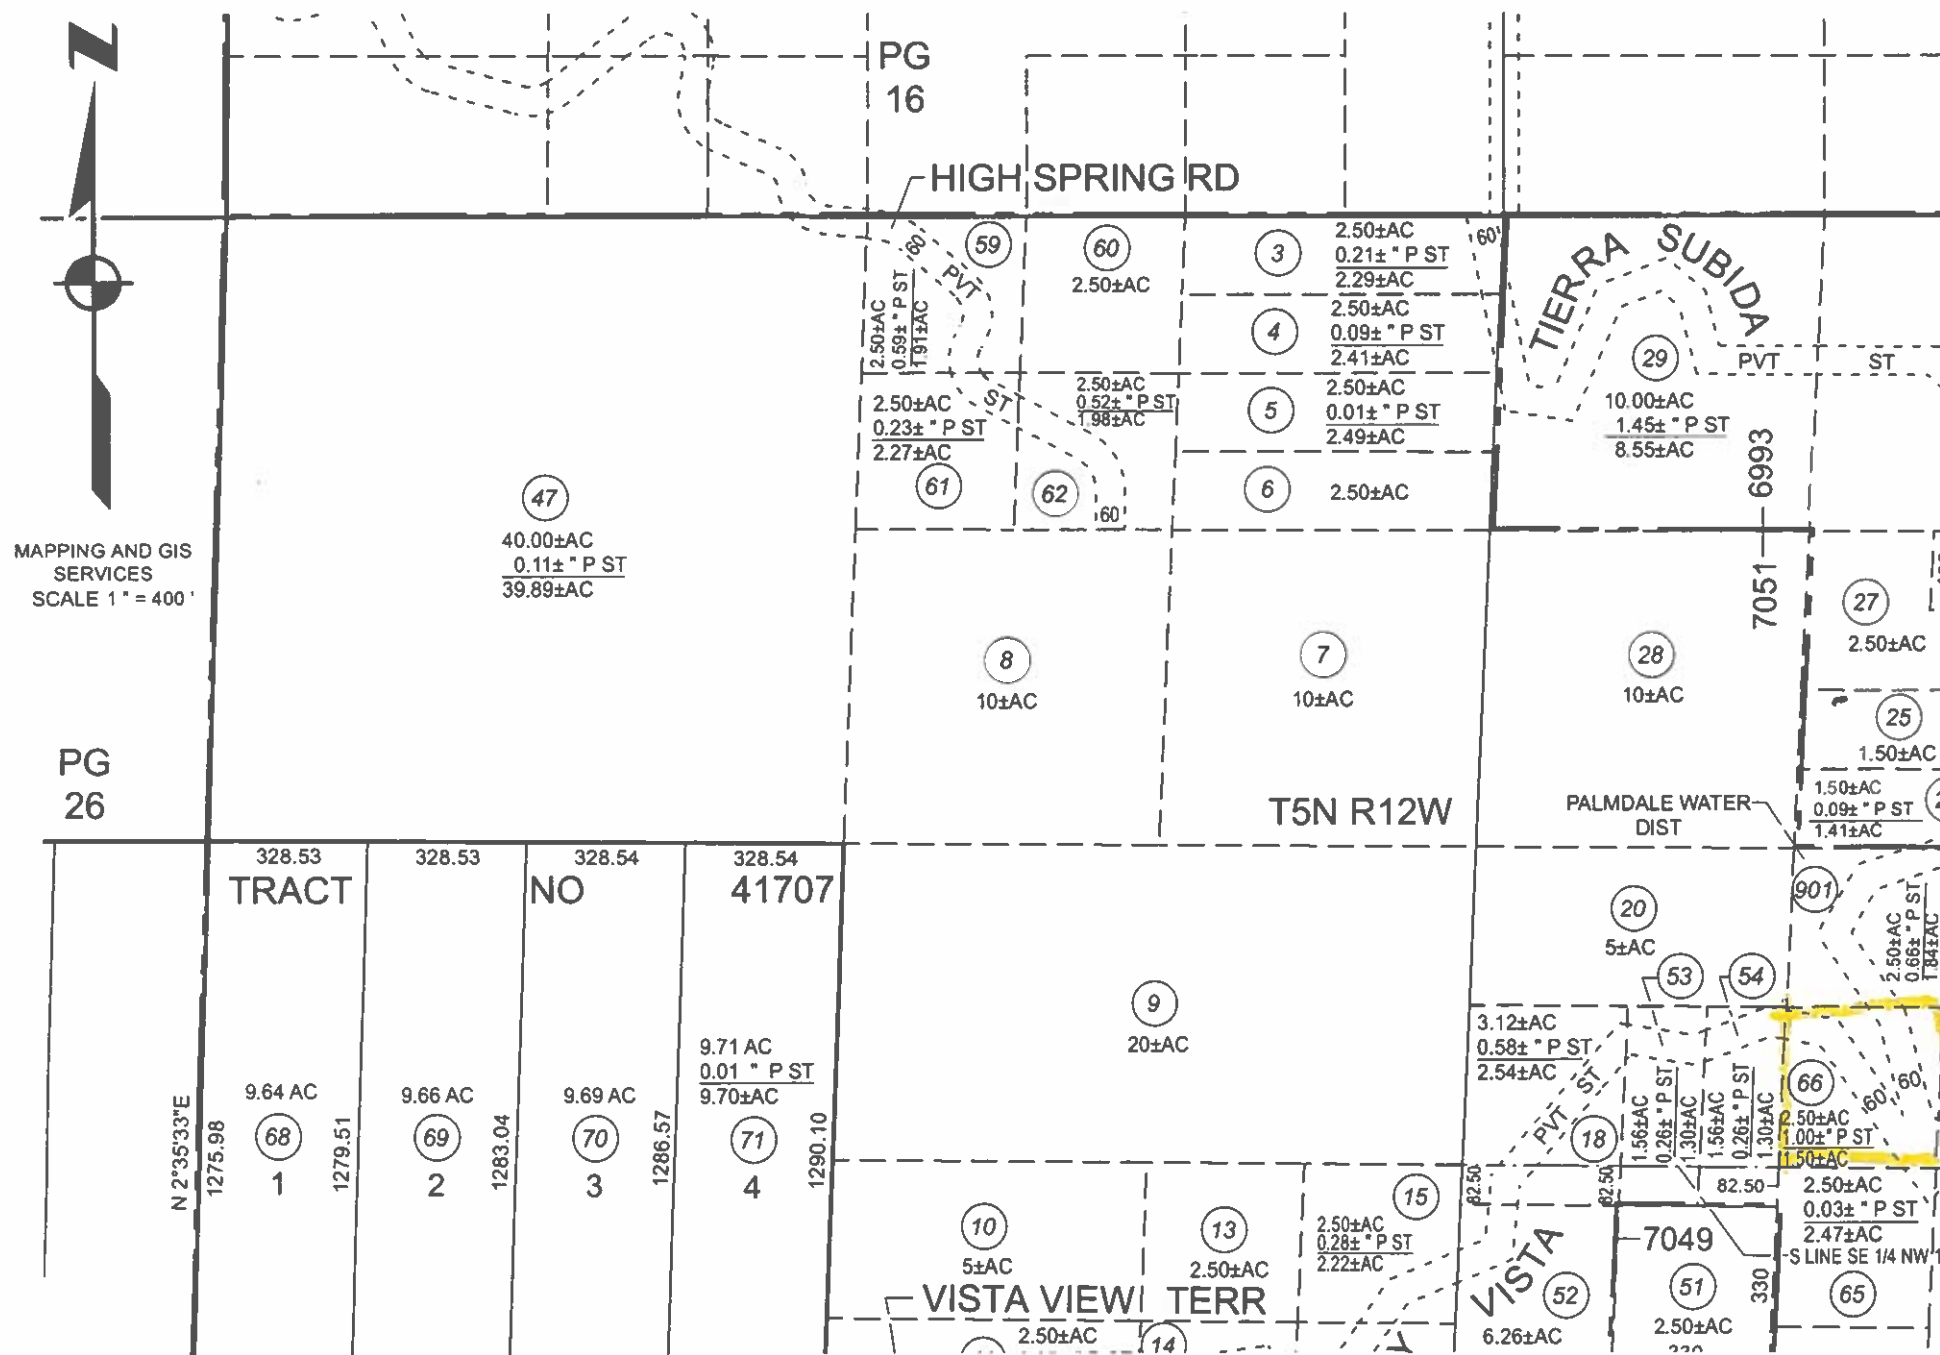 Z
PG
16
HIGH SPRING RD
MAPPING AND GIS
SERVICES
SCALE 1 " = 400 '
59
60
PVT
ST
60
2.50±AC
0.59± " P ST
1.91±AC
60
2.50±AC
3
2.50±AC
0.21± " P ST
2.29±AC
60'
4
2.50±AC
0.09± " P ST
2.41±AC
5
2.50±AC
0.01± " P ST
2.49±AC
6
2.50±AC
2.50±AC
0.23± " P ST
2.27±AC
61
2.50±AC
0.52± " P ST
1.98±AC
62
60
TIERRA SUBIDA
PVT ST
29
10.00±AC
1.45± " P ST
8.55±AC
6993
7051
47
40.00±AC
0.11± " P ST
39.89±AC
8
10±AC
7
10±AC
28
10±AC
27
2.50±AC
25
1.50±AC
1.50±AC
0.09± " P ST
1.41±AC
PG
26
T5N R12W
PALMDALE WATER
DIST
901
328.53
328.53
328.54
328.54
TRACT NO 41707
20
5±AC
2.50±AC
0.66± " P ST
1.84±AC
53
54
9
20±AC
3.12±AC
0.58± " P ST
2.54±AC
PVT ST
18
1.56±AC
0.26± " P ST
1.30±AC
1.56±AC
0.26± " P ST
1.30±AC
66
60
60
2.50±AC
1.00± " P ST
1.50±AC
N 2°35'33"E
1275.98
9.64 AC
68
1
1279.51
9.66 AC
69
2
1283.04
9.69 AC
70
3
1286.57
9.71 AC
0.01 " P ST
9.70±AC
71
4
1290.10
10
5±AC
13
2.50±AC
15
2.50±AC
0.28± " P ST
2.22±AC
82.50
82.50
82.50
2.50±AC
0.03± " P ST
2.47±AC
S LINE SE 1/4 NW 1
65
7049
51
2.50±AC
330
VISTA
52
6.26±AC
VISTA VIEW TERR
2.50±AC
14
Y